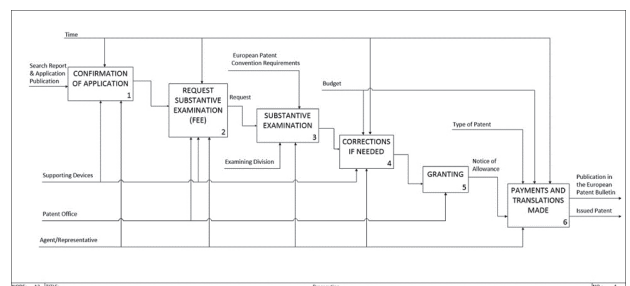 Time
Search Report
& Application
Publication
CONFIRMATION
OF APPLICATION
1
REQUEST
SUBSTANTIVE
EXAMINATION
(FEE)
2
Request
European Patent
Convention Requirements
SUBSTANTIVE
EXAMINATION
3
Examining Division
Budget
CORRECTIONS
IF NEEDED
4
GRANTING
5
Notice of
Allowance
Type of Patent
PAYMENTS AND
TRANSLATIONS
MADE
6
Publication in
the European
Patent Bulletin
Issued Patent
Supporting Devices
Patent Office
Agent/Representative